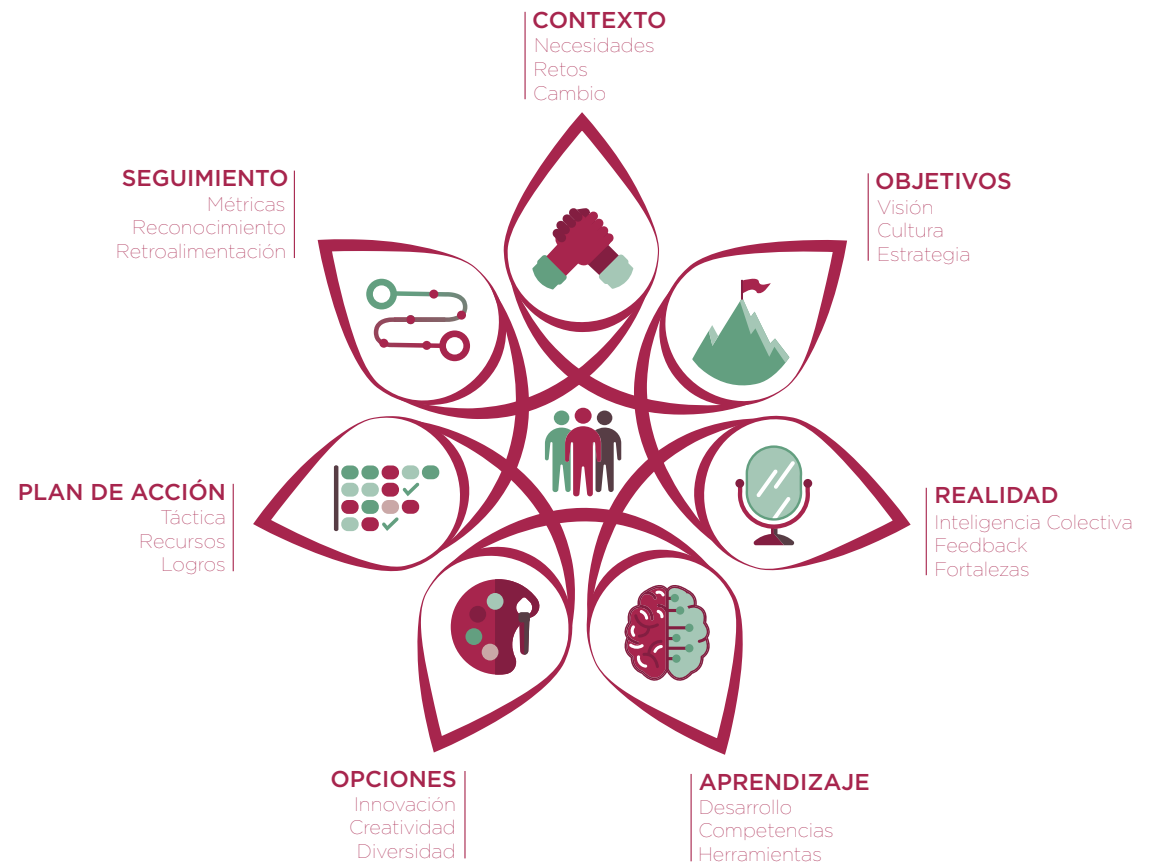 CONTEXTO
Necesidades
Retos
Cambio
OBJETIVOS
Visión
Cultura
Estrategia
REALIDAD
Inteligencia Colectiva
Feedback
Fortalezas
APRENDIZAJE
Desarrollo
Competencias
Herramientas
OPCIONES
Innovación
Creatividad
Diversidad
PLAN DE ACCIÓN
Táctica
Recursos
Logros
SEGUIMIENTO
Métricas
Reconocimiento
Retroalimentación